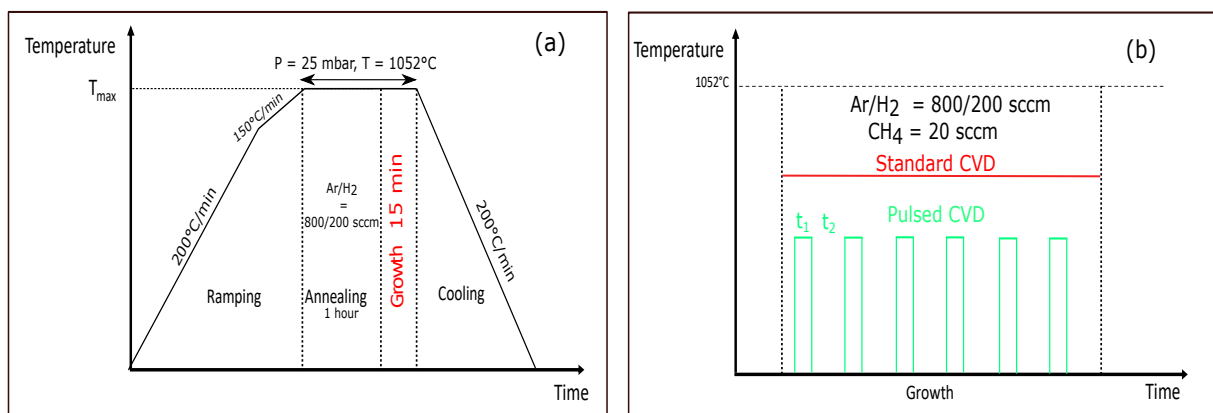 (a)
Temperature
P = 25 mbar, T = 1052°C
Tmax
150°C/min
200°C/min
Ar/H2
=
800/200 sccm
Growth 15 min
200°C/min
Ramping
Annealing
1 hour
Cooling
Time
(b)
Temperature
1052°C
Ar/H2 = 800/200 sccm
CH4 = 20 sccm
Standard CVD
Pulsed CVD
t1 t2
Growth
Time